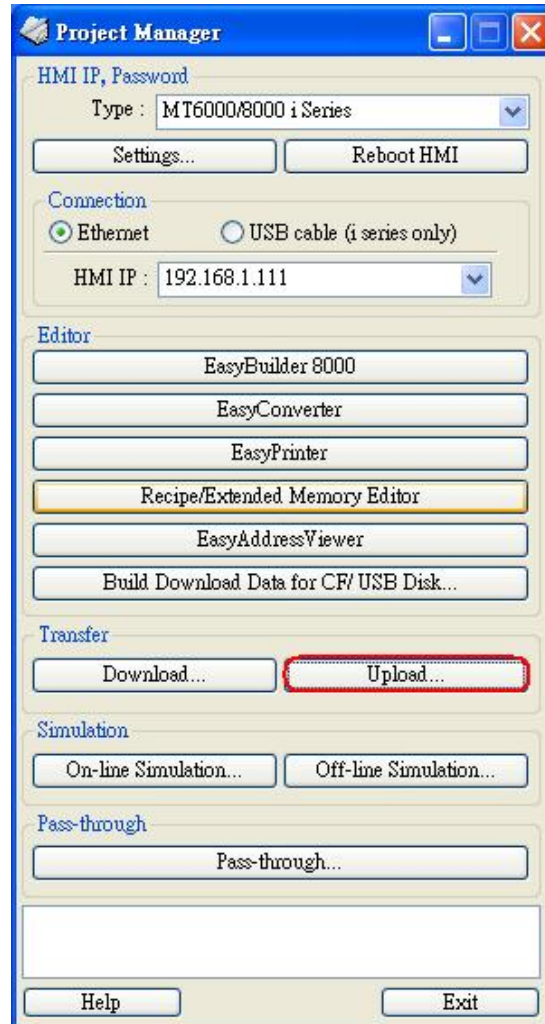 Project Manager
HMI IP, Password
Type : MT6000/8000 i Series
Settings... Reboot HMI
Connection
Ethernet USB cable (i series only)
HMI IP : 192.168.1.111
Editor
EasyBuilder 8000
EasyConverter
EasyPrinter
Recipe/Extended Memory Editor
EasyAddressViewer
Build Download Data for CF/ USB Disk...
Transfer
Download... Upload...
Simulation
On-line Simulation... Off-line Simulation...
Pass-through
Pass-through...
Help Exit